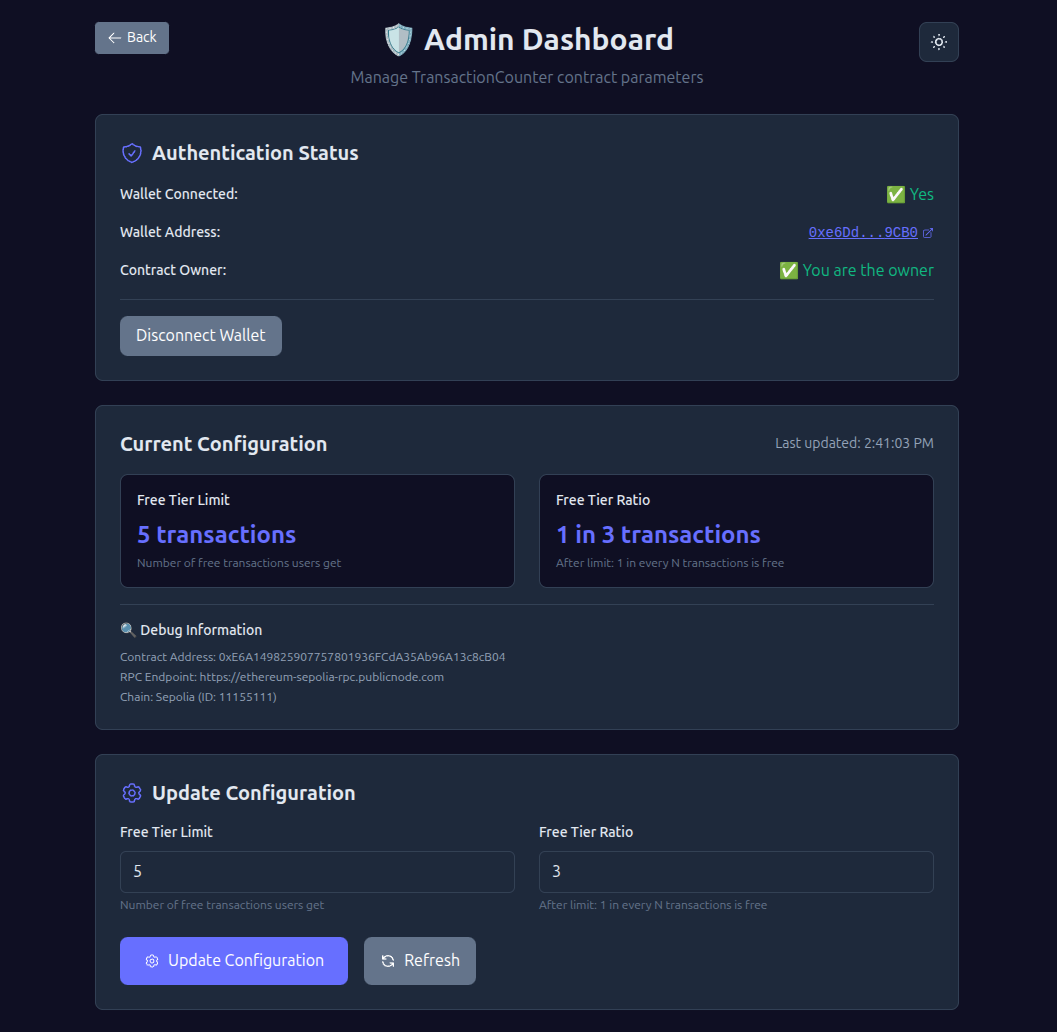 Back
Admin Dashboard
Manage TransactionCounter contract parameters
Authentication Status
Wallet Connected:
✅ Yes
Wallet Address:
0xe6Dd...9CB0
Contract Owner:
✅ You are the owner
Disconnect Wallet
Current Configuration
Last updated: 2:41:03 PM
Free Tier Limit
5 transactions
Number of free transactions users get
Free Tier Ratio
1 in 3 transactions
After limit: 1 in every N transactions is free
🔍 Debug Information
Contract Address: 0xE6A149825907757801936FCdA35Ab96A13c8cB04
RPC Endpoint: https://ethereum-sepolia-rpc.publicnode.com
Chain: Sepolia (ID: 11155111)
Update Configuration
Free Tier Limit
5
Number of free transactions users get
Free Tier Ratio
3
After limit: 1 in every N transactions is free
Update Configuration
Refresh